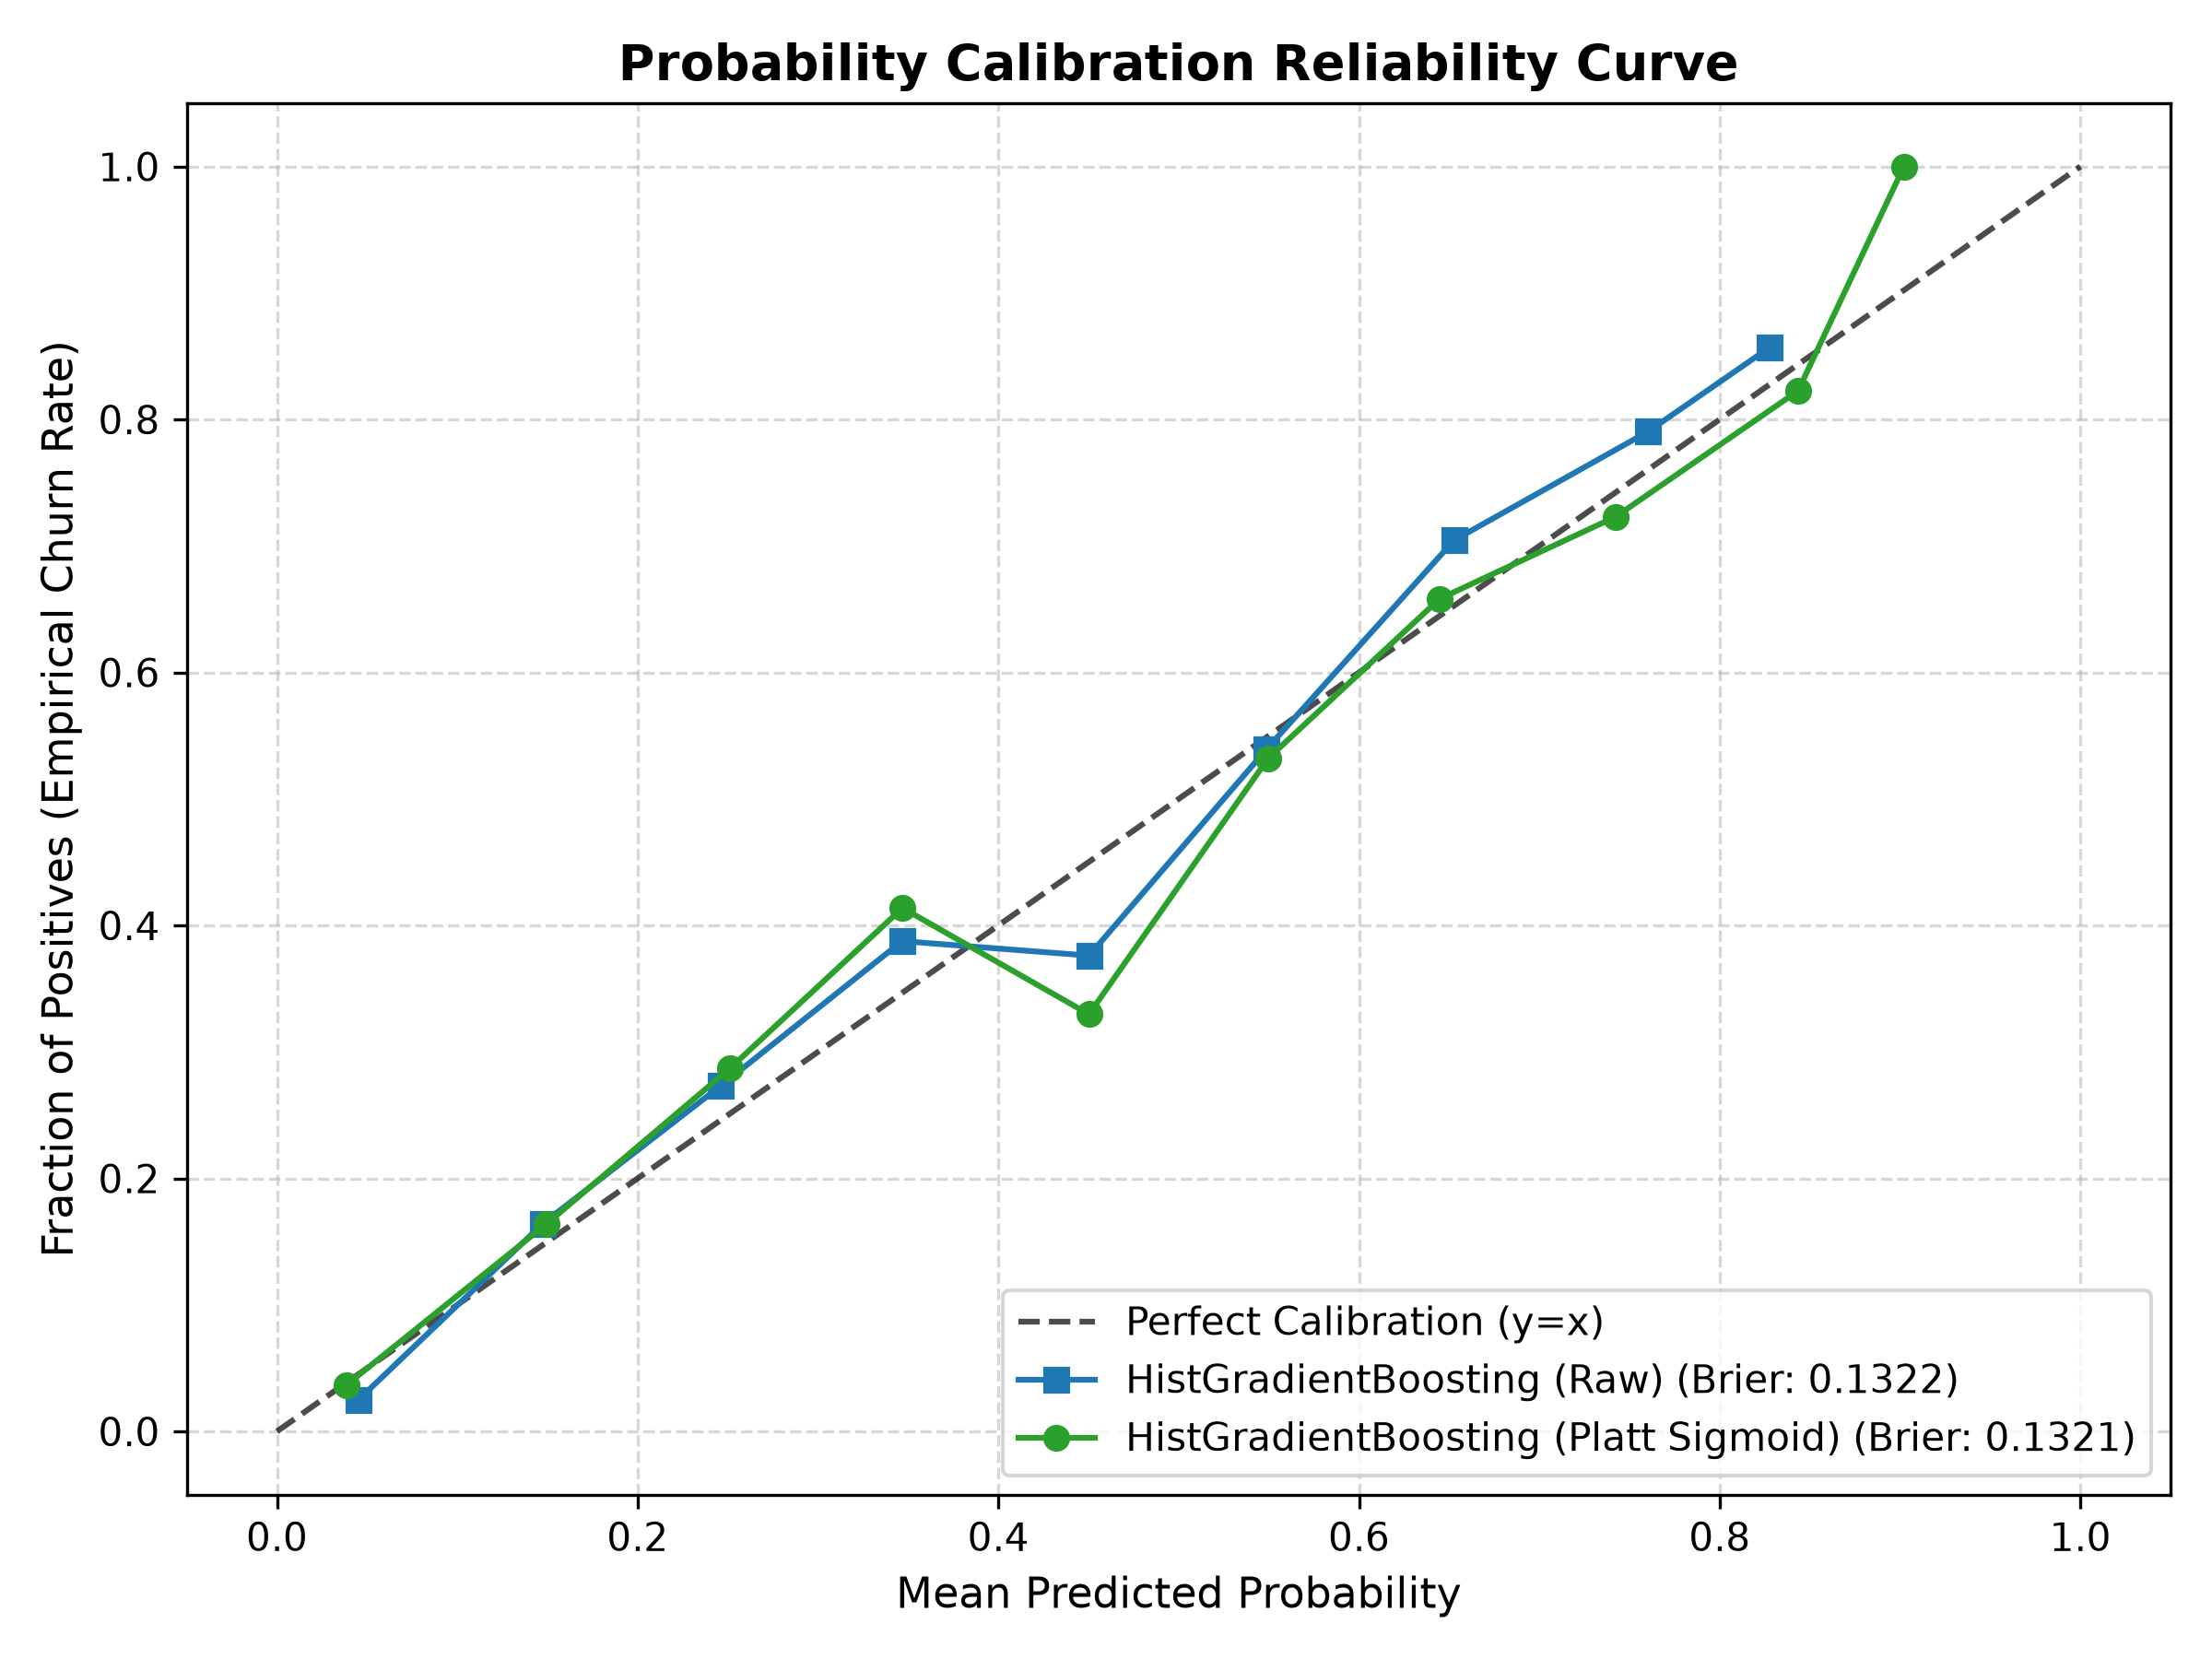 Probability Calibration Reliability Curve
Fraction of Positives (Empirical Churn Rate)
1.0
0.8
0.6
0.4
0.2
0.0
Perfect Calibration (y=x)
HistGradientBoosting (Raw) (Brier: 0.1322)
HistGradientBoosting (Platt Sigmoid) (Brier: 0.1321)
0.0 0.2 0.4 0.6 0.8 1.0
Mean Predicted Probability